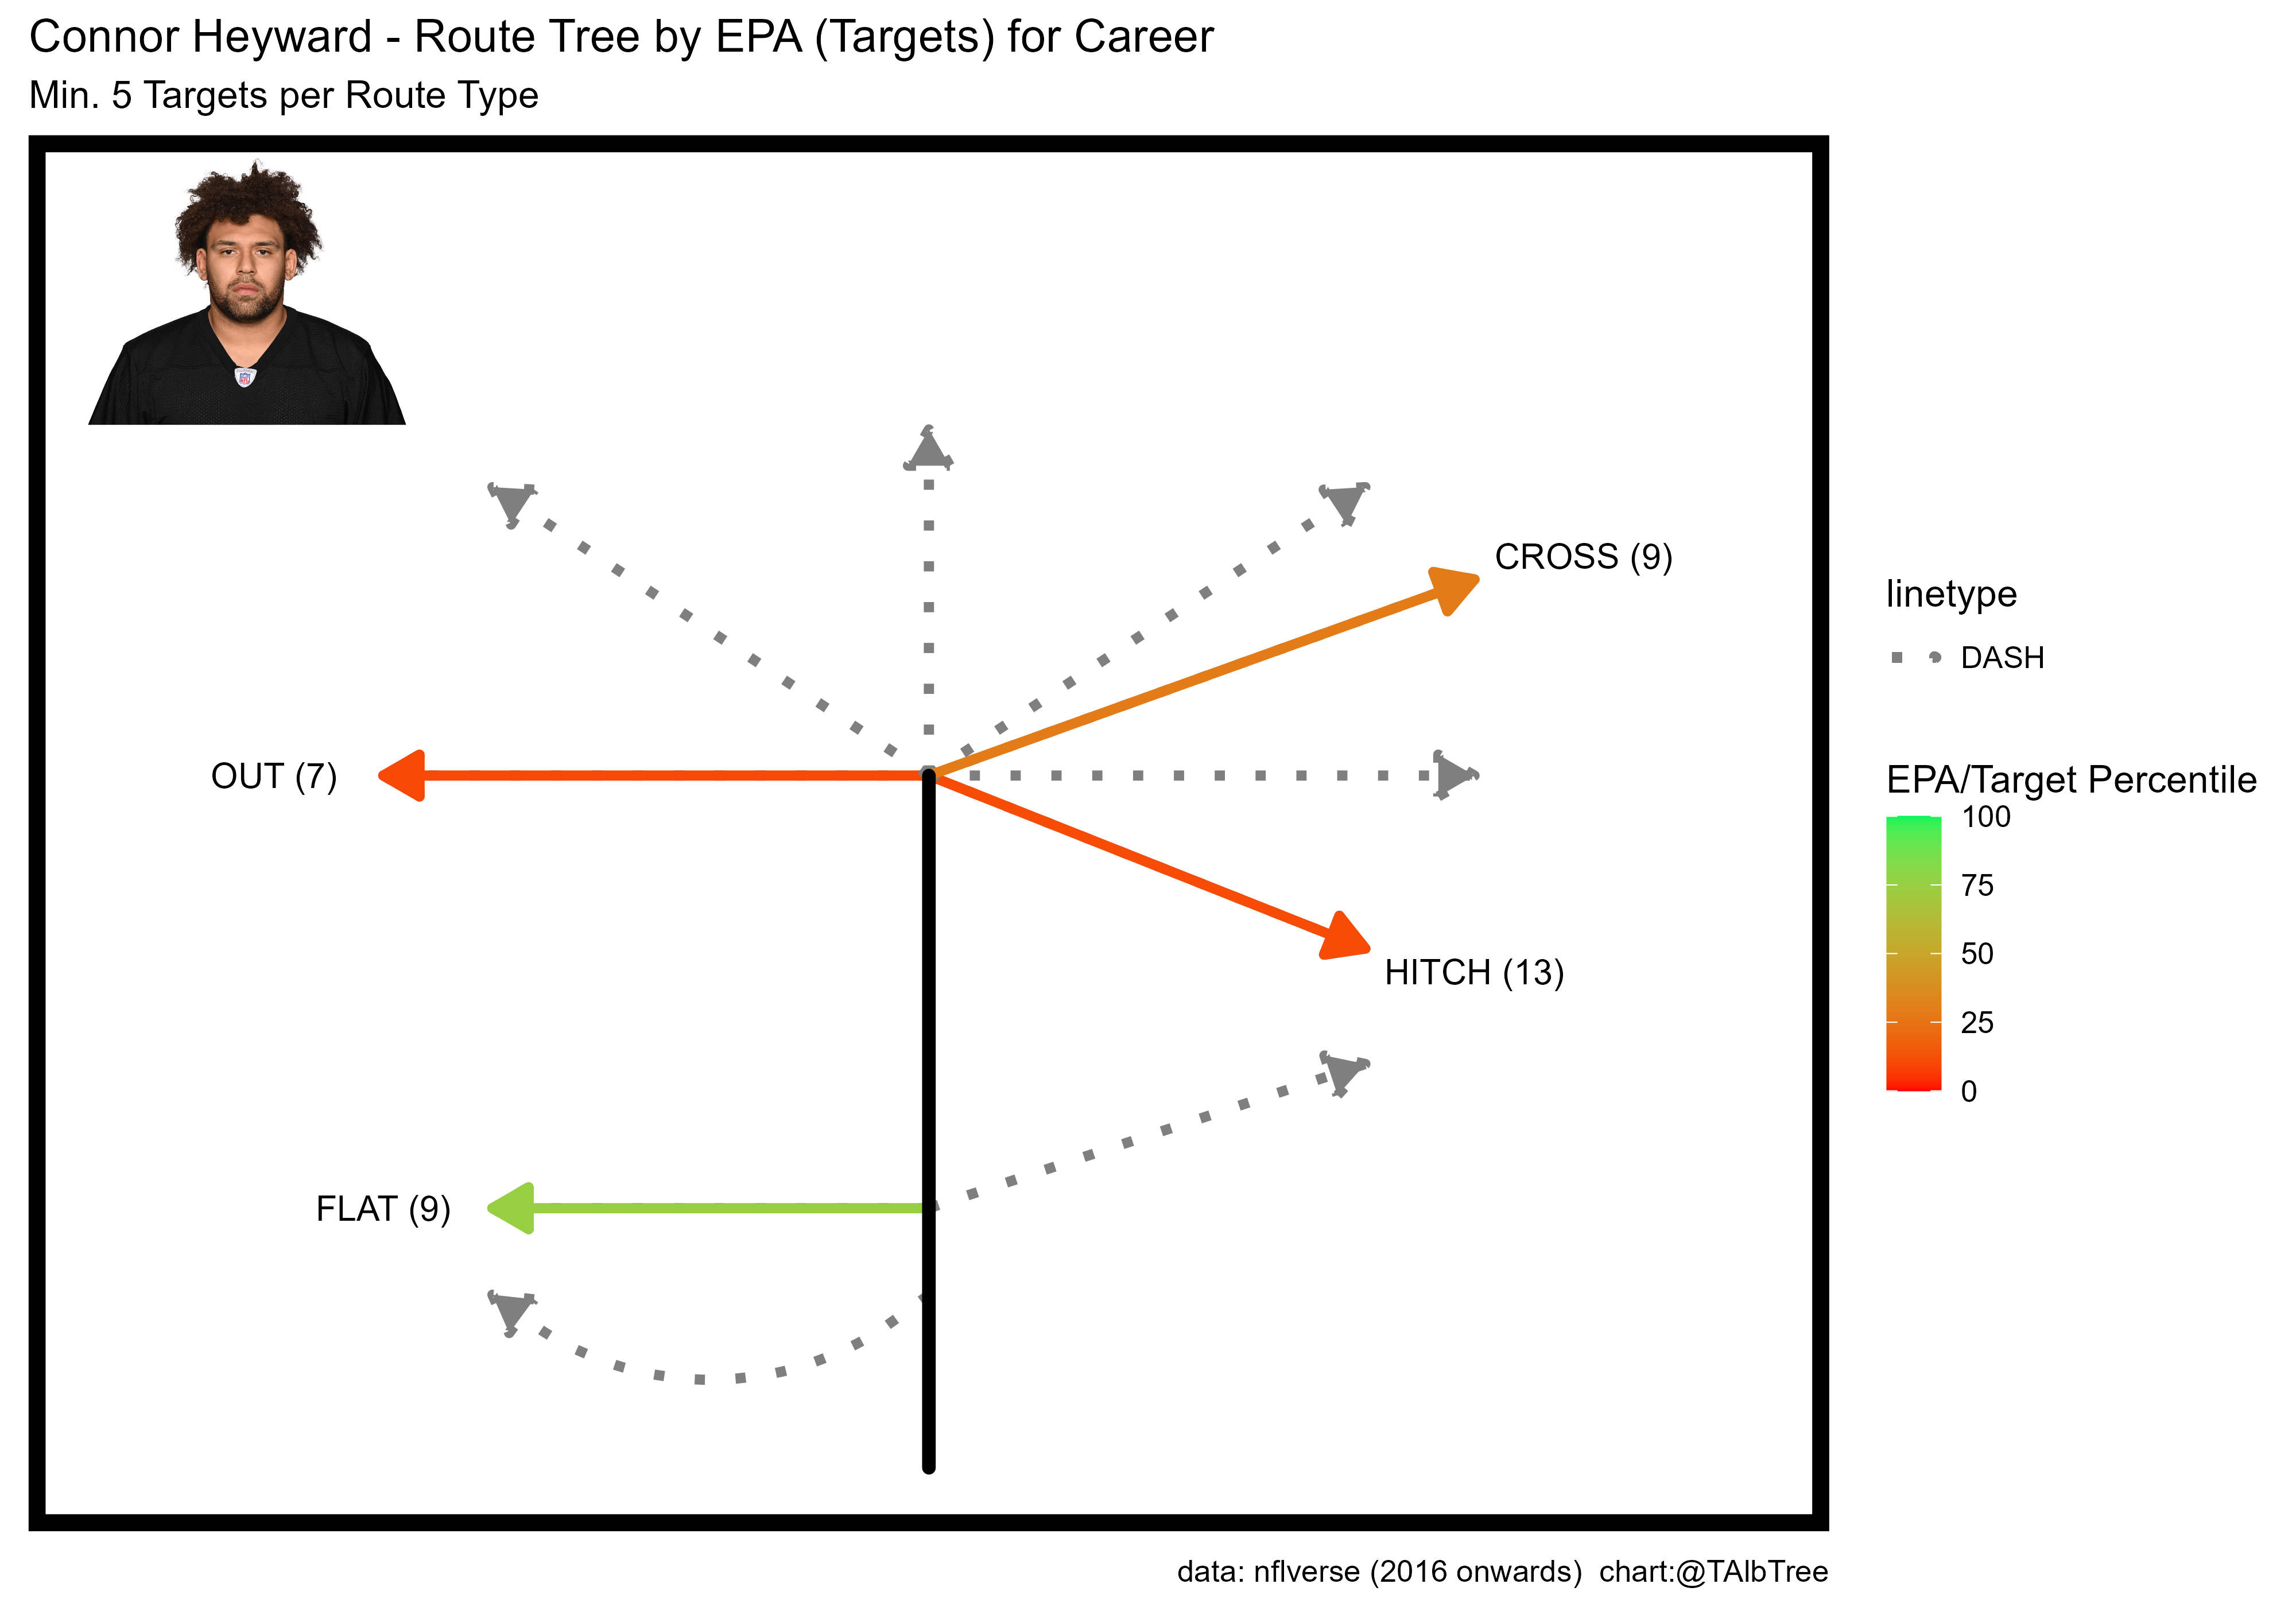 Connor Heyward - Route Tree by EPA (Targets) for Career
Min. 5 Targets per Route Type
CROSS (9)
OUT (7)
HITCH (13)
FLAT (9)
linetype
DASH
EPA/Target Percentile
100
75
50
25
0
data: nflverse (2016 onwards)  chart:@TAlbTree